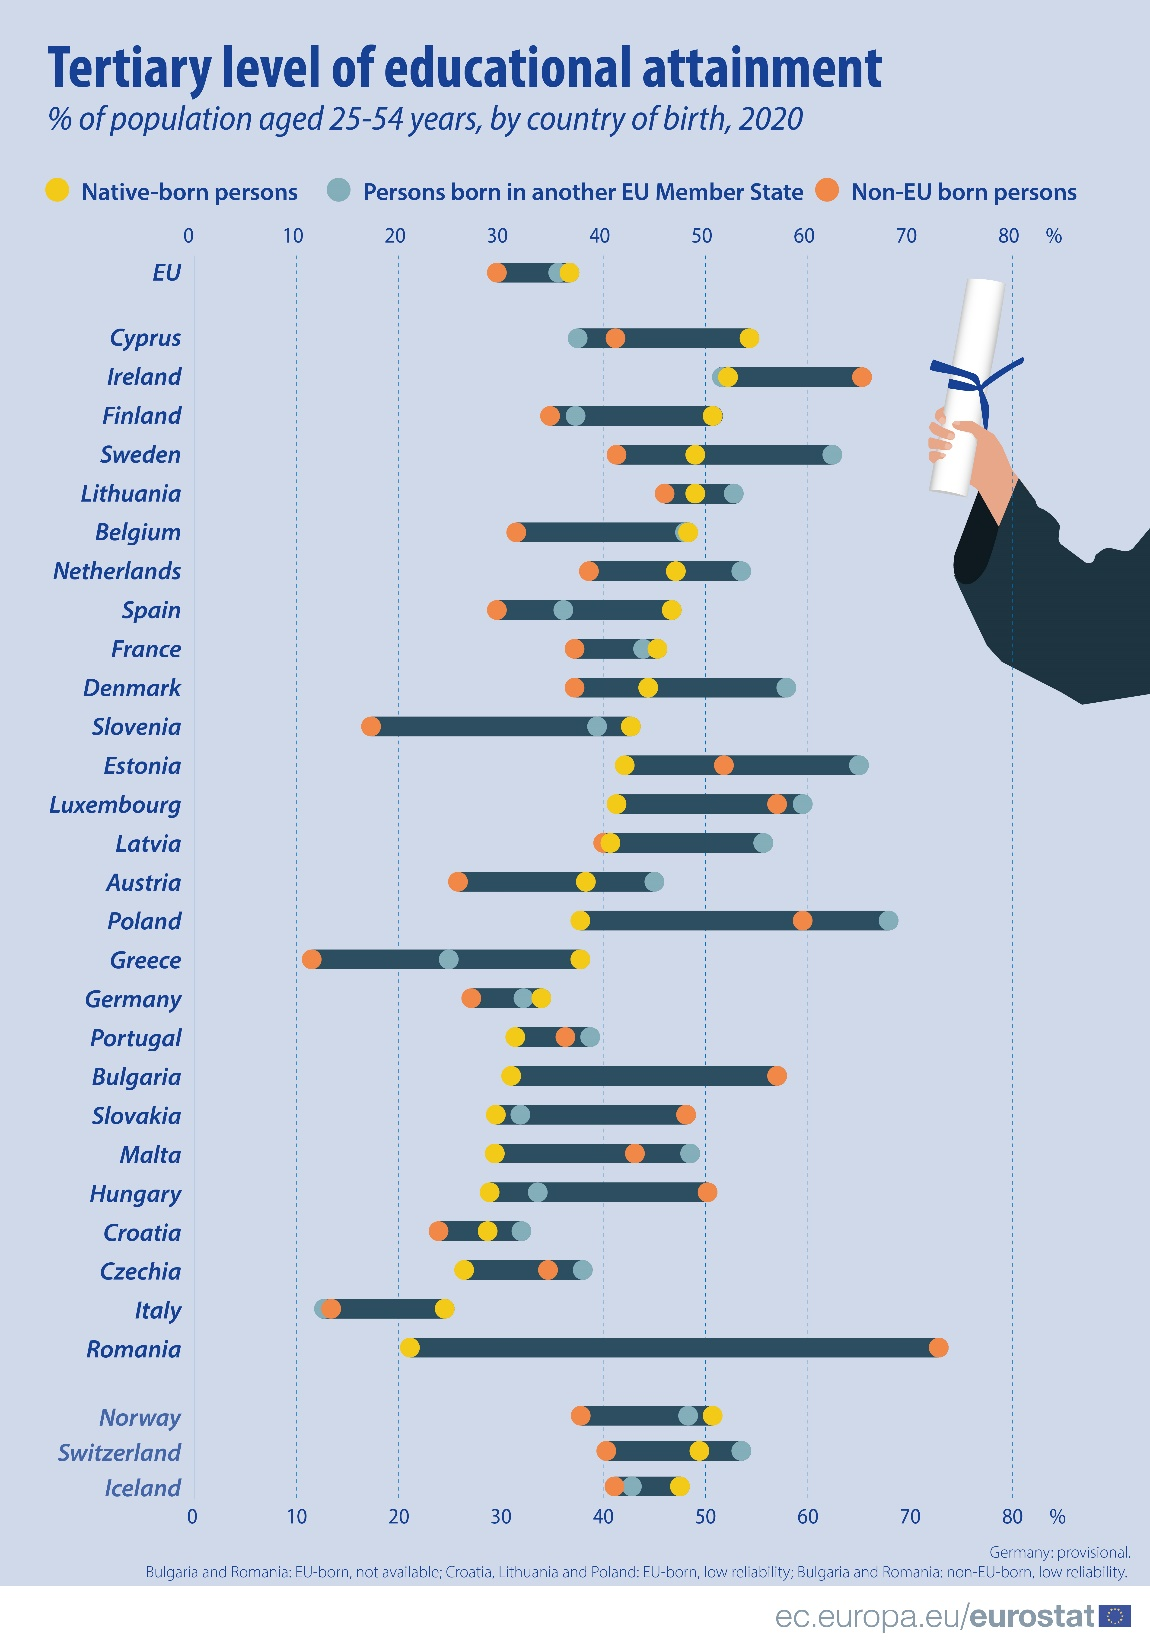 Tertiary level of educational attainment
% of population aged 25-54 years, by country of birth, 2020
Native-born persons Persons born in another EU Member State Non-EU born persons
0 10 20 30 40 50 60 70 80 %
EU
Cyprus
Ireland
Finland
Sweden
Lithuania
Belgium
Netherlands
Spain
France
Denmark
Slovenia
Estonia
Luxembourg
Latvia
Austria
Poland
Greece
Germany
Portugal
Bulgaria
Slovakia
Malta
Hungary
Croatia
Czechia
Italy
Romania
Norway
Switzerland
Iceland
0 10 20 30 40 50 60 70 80 %
Germany: provisional.
Bulgaria and Romania: EU-born, not available; Croatia, Lithuania and Poland: EU-born, low reliability; Bulgaria and Romania: non-EU-born, low reliability.
ec.europa.eu/eurostat